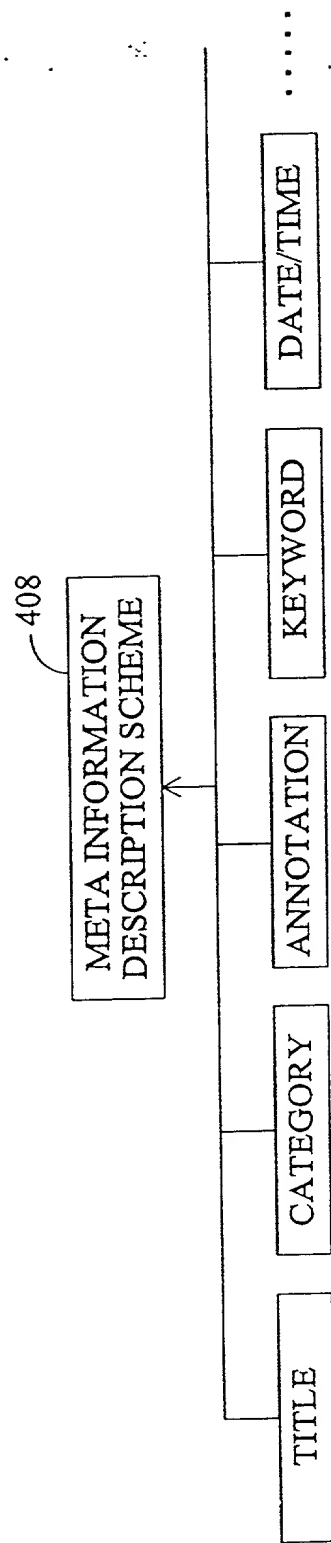 408
META INFORMATION
DESCRIPTION SCHEME
TITLE
CATEGORY
ANNOTATION
KEYWORD
DATE/TIME
.....